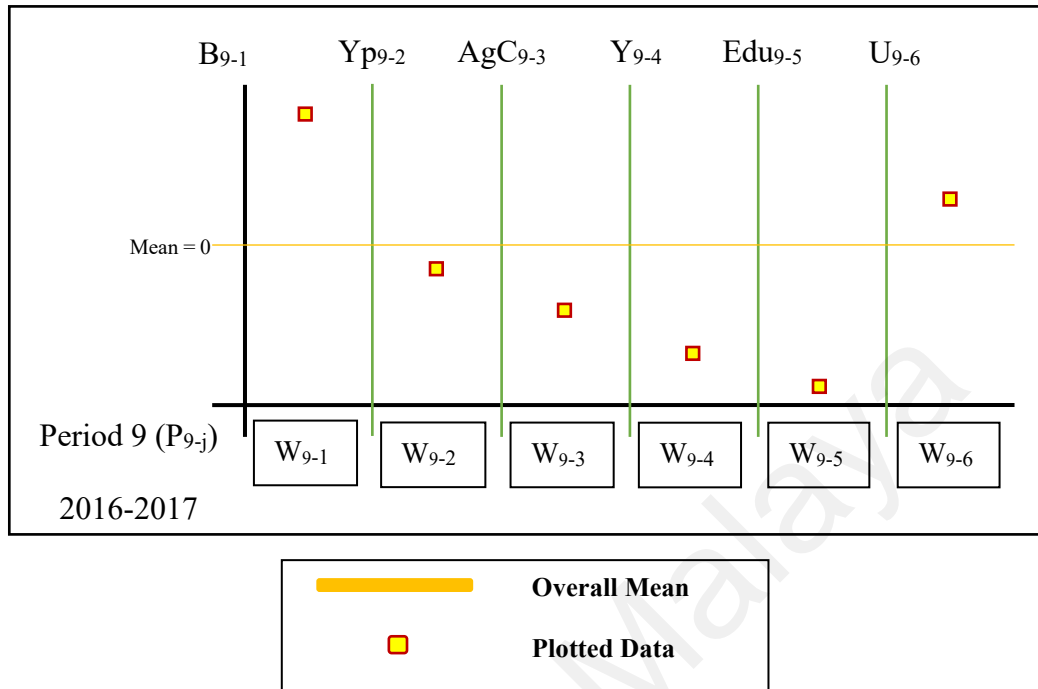 B9-1 Yp9-2 AgC9-3 Y9-4 Edu9-5 U9-6
Mean = 0
Period 9 (P9-j)
W9-1 W9-2 W9-3 W9-4 W9-5 W9-6
2016-2017
Malaya
Overall Mean
Plotted Data